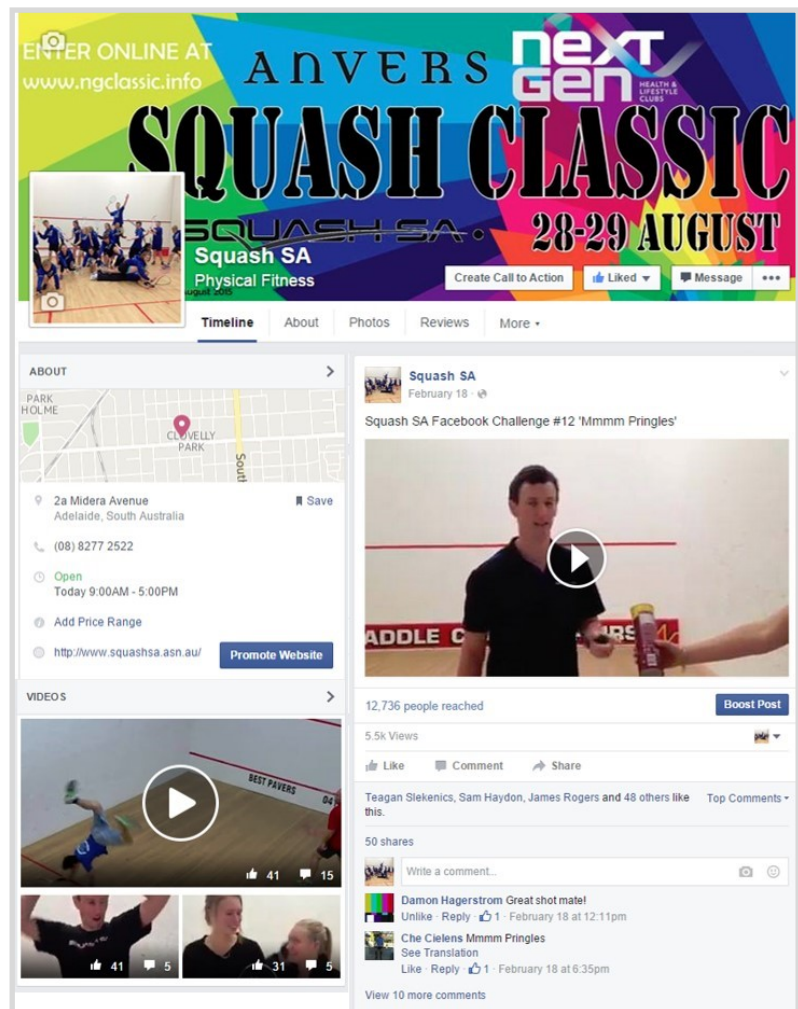 ENTER ONLINE AT
www.ngclassic.info
ANVERS
next
Gen
HEALTH &
LIFESTYLE
CLUBS
SQUASH CLASSIC
SQUASH SA
28-29 AUGUST
Squash SA
Physical Fitness
August 2015
Create Call to Action
Liked
Message
Timeline
About
Photos
Reviews
More
ABOUT
PARK
HOLME
CLOVELLY
PARK
South
2a Midera Avenue
Save
Adelaide, South Australia
(08) 8277 2522
Open
Today 9:00AM - 5:00PM
Add Price Range
http://www.squashsa.asn.au/
Promote Website
VIDEOS
BEST PAVERS
04
41
15
41
5
31
5
Squash SA
February 18 ·
Squash SA Facebook Challenge #12 'Mmmm Pringles'
ADDLE C
12,736 people reached
Boost Post
5.5k Views
Like
Comment
Share
Teagan Slekenics, Sam Haydon, James Rogers and 48 others like
this.
Top Comments
50 shares
Write a comment...
Damon Hagerstrom Great shot mate!
Unlike · Reply · 1 · February 18 at 12:11pm
Che Cielens Mmmm Pringles
See Translation
Like · Reply · 1 · February 18 at 6:35pm
View 10 more comments